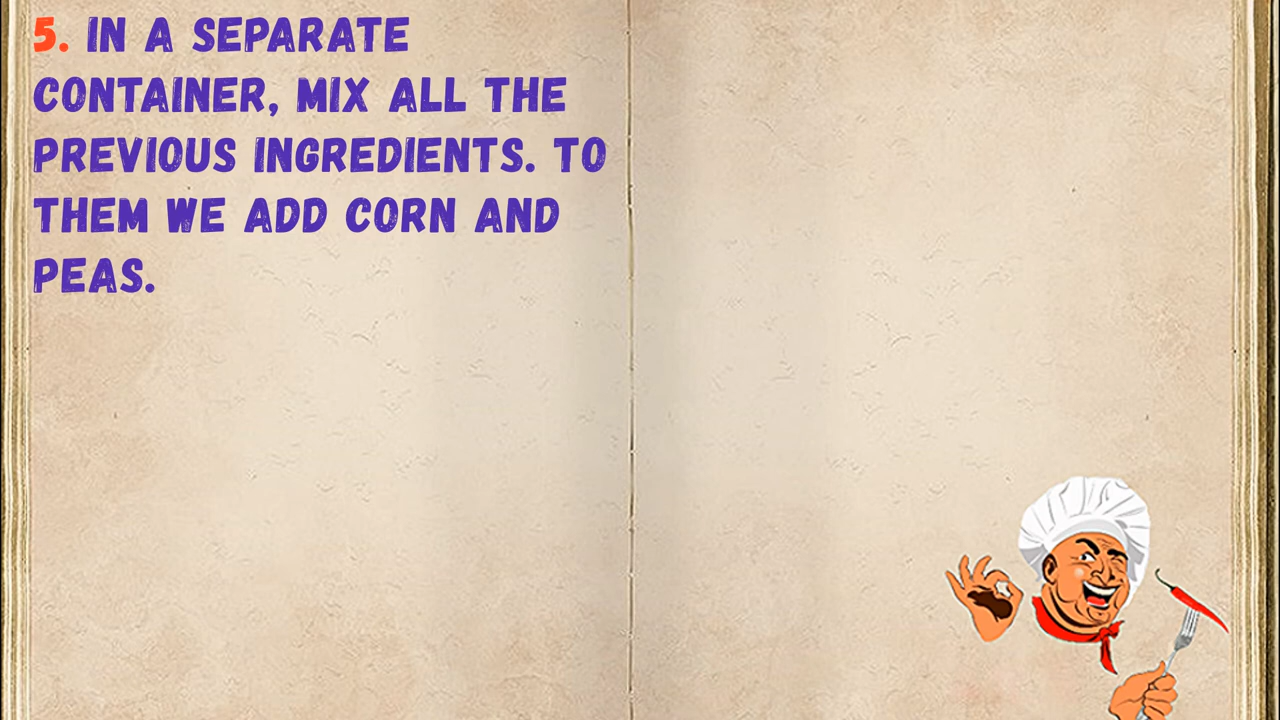 5. IN A SEPARATE
CONTAINER, MIX ALL THE
PREVIOUS INGREDIENTS. TO
THEM WE ADD CORN AND
PEAS.